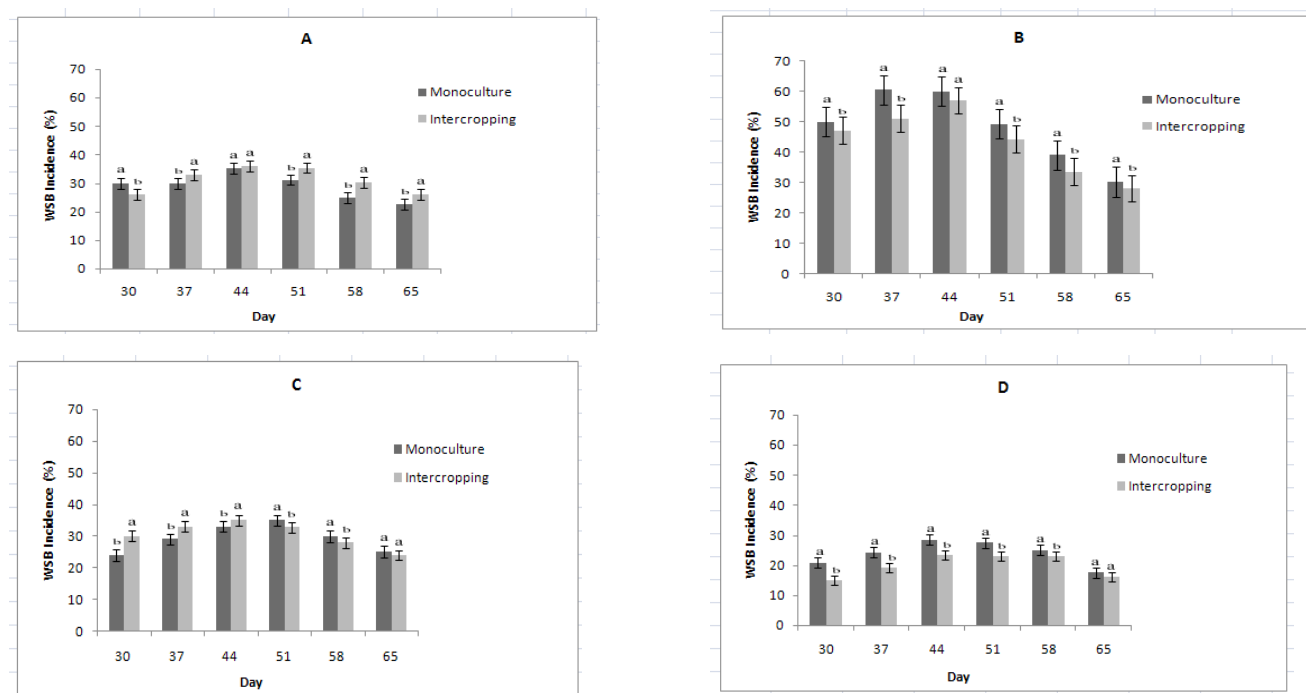 A
WSB Incidence (%)
70
60
50
40
30
20
10
0
Monoculture
Intercropping
a b b a a a b a b a b a
30 37 44 51 58 65
Day
B
WSB Incidence (%)
70
60
50
40
30
20
10
0
Monoculture
Intercropping
a b a b a a a b a b a b
30 37 44 51 58 65
Day
C
WSB Incidence (%)
70
60
50
40
30
20
10
0
Monoculture
Intercropping
b a b a b a a b a b a a
30 37 44 51 58 65
Day
D
WSB Incidence (%)
70
60
50
40
30
20
10
0
Monoculture
Intercropping
a b a b a b a b a b a a
30 37 44 51 58 65
Day